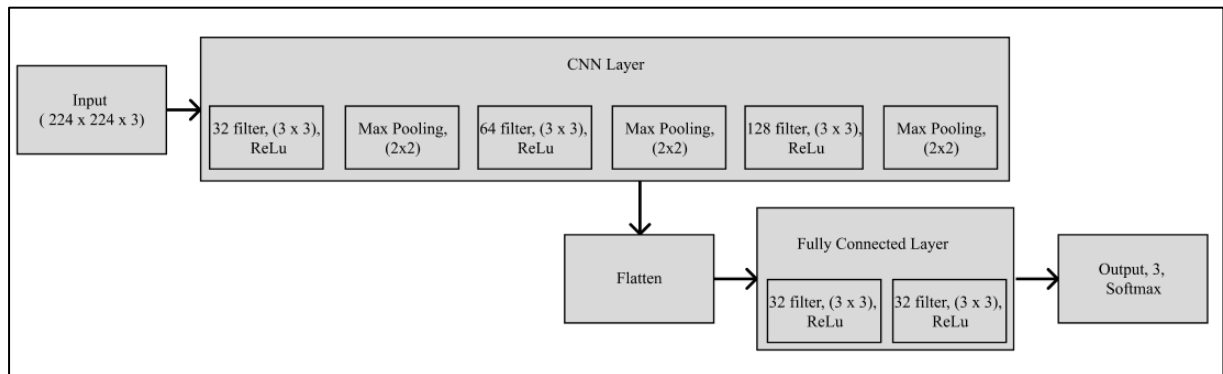 Input
( 224 x 224 x 3)
CNN Layer
32 filter, (3 x 3),
ReLu
Max Pooling,
(2x2)
64 filter, (3 x 3),
ReLu
Max Pooling,
(2x2)
128 filter, (3 x 3),
ReLu
Max Pooling,
(2x2)
Flatten
Fully Connected Layer
32 filter, (3 x 3),
ReLu
32 filter, (3 x 3),
ReLu
Output, 3,
Softmax